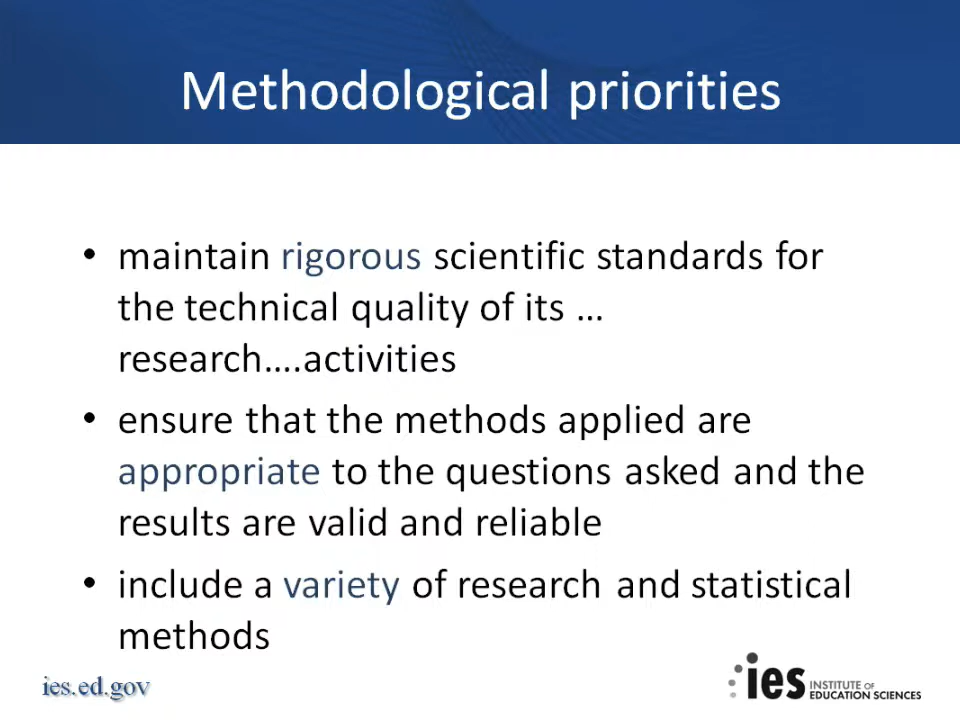 Methodological priorities
• maintain rigorous scientific standards for
the technical quality of its …
research….activities
• ensure that the methods applied are
appropriate to the questions asked and the
results are valid and reliable
• include a variety of research and statistical
methods
ies.ed.gov
ies INSTITUTE OF
EDUCATION SCIENCES